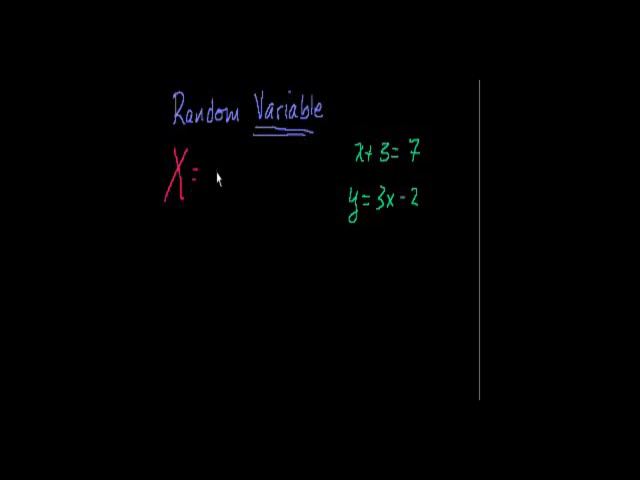 Random Variable
X =
x + 3 = 7
y = 3x - 2